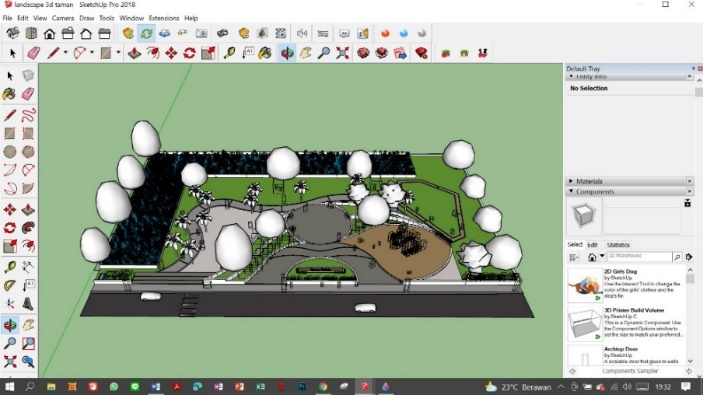 landscape 3d taman - SketchUp Pro 2018
File Edit View Camera Draw Tools Window Extensions Help
Default Tray
Entity Info
No Selection
Materials
Components
Select Edit Statistics
3D Warehouse
2D Girls Dog
by SketchUp
Use the Interact Tool to change the
color of the girls' clothes and the
dog's fur.
3D Printer Build Volume
by SketchUp
This is a Dynamic Component. Use
the Component Options window to
set the size to match your preferred...
Archtop Door
by SketchUp
A scalable door that glues to walls
Components Sampler
23°C Berawan
19:32